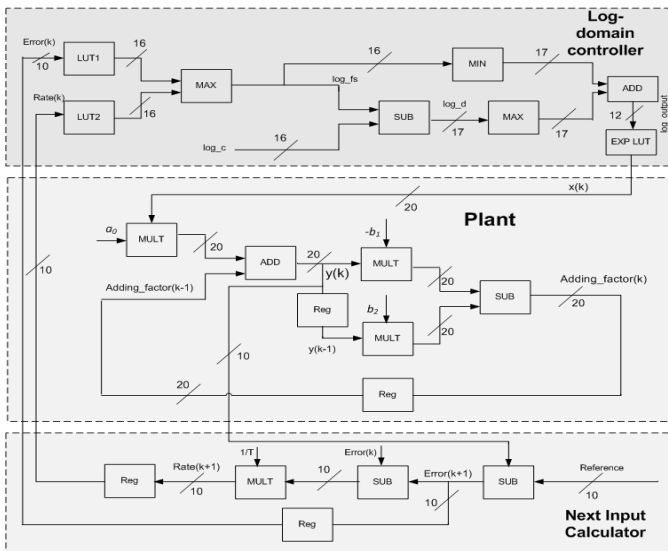 Log-domain controller
Error(k)
10
LUT1
16
Rate(k)
LUT2
16
MAX
16
log_fs
MIN
17
log_c
16
SUB
log_d
17
MAX
17
ADD
12
log output
EXP LUT
x(k)
20
Plant
a0
MULT
20
ADD
20
y(k)
-b1
MULT
20
Adding_factor(k-1)
Reg
y(k-1)
b2
MULT
20
SUB
Adding_factor(k)
20
10
10
20
Reg
1/T
Error(k)
Reg
Rate(k+1)
10
MULT
10
SUB
Error(k+1)
10
SUB
Reference
10
Reg
Next Input Calculator